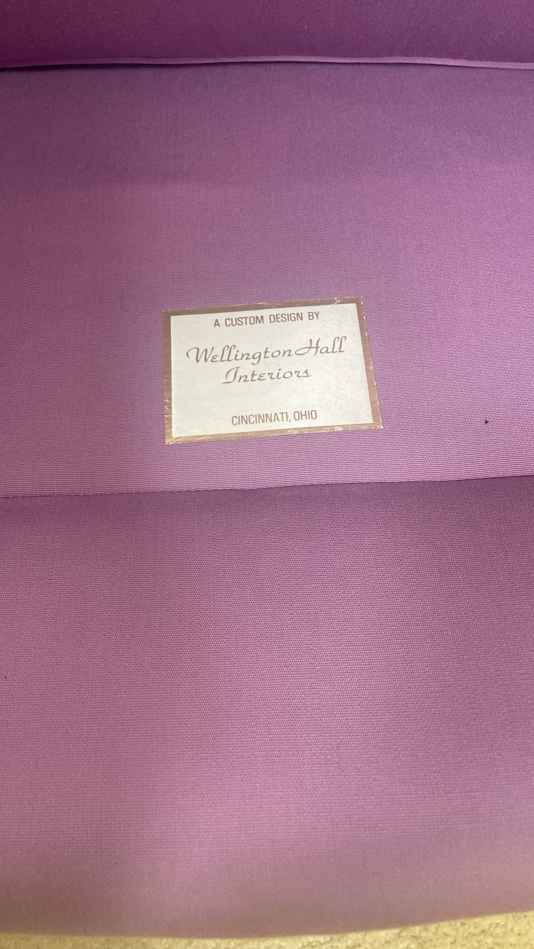 A CUSTOM DESIGN BY
Wellington Hall
Interiors
CINCINNATI, OHIO